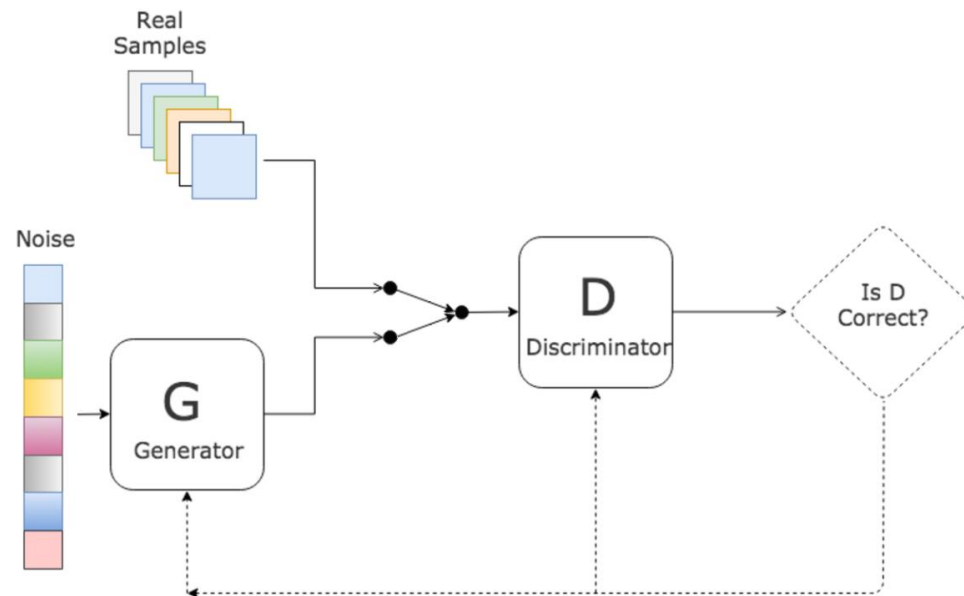 Real
Samples
Noise
G
Generator
D
Discriminator
Is D
Correct?